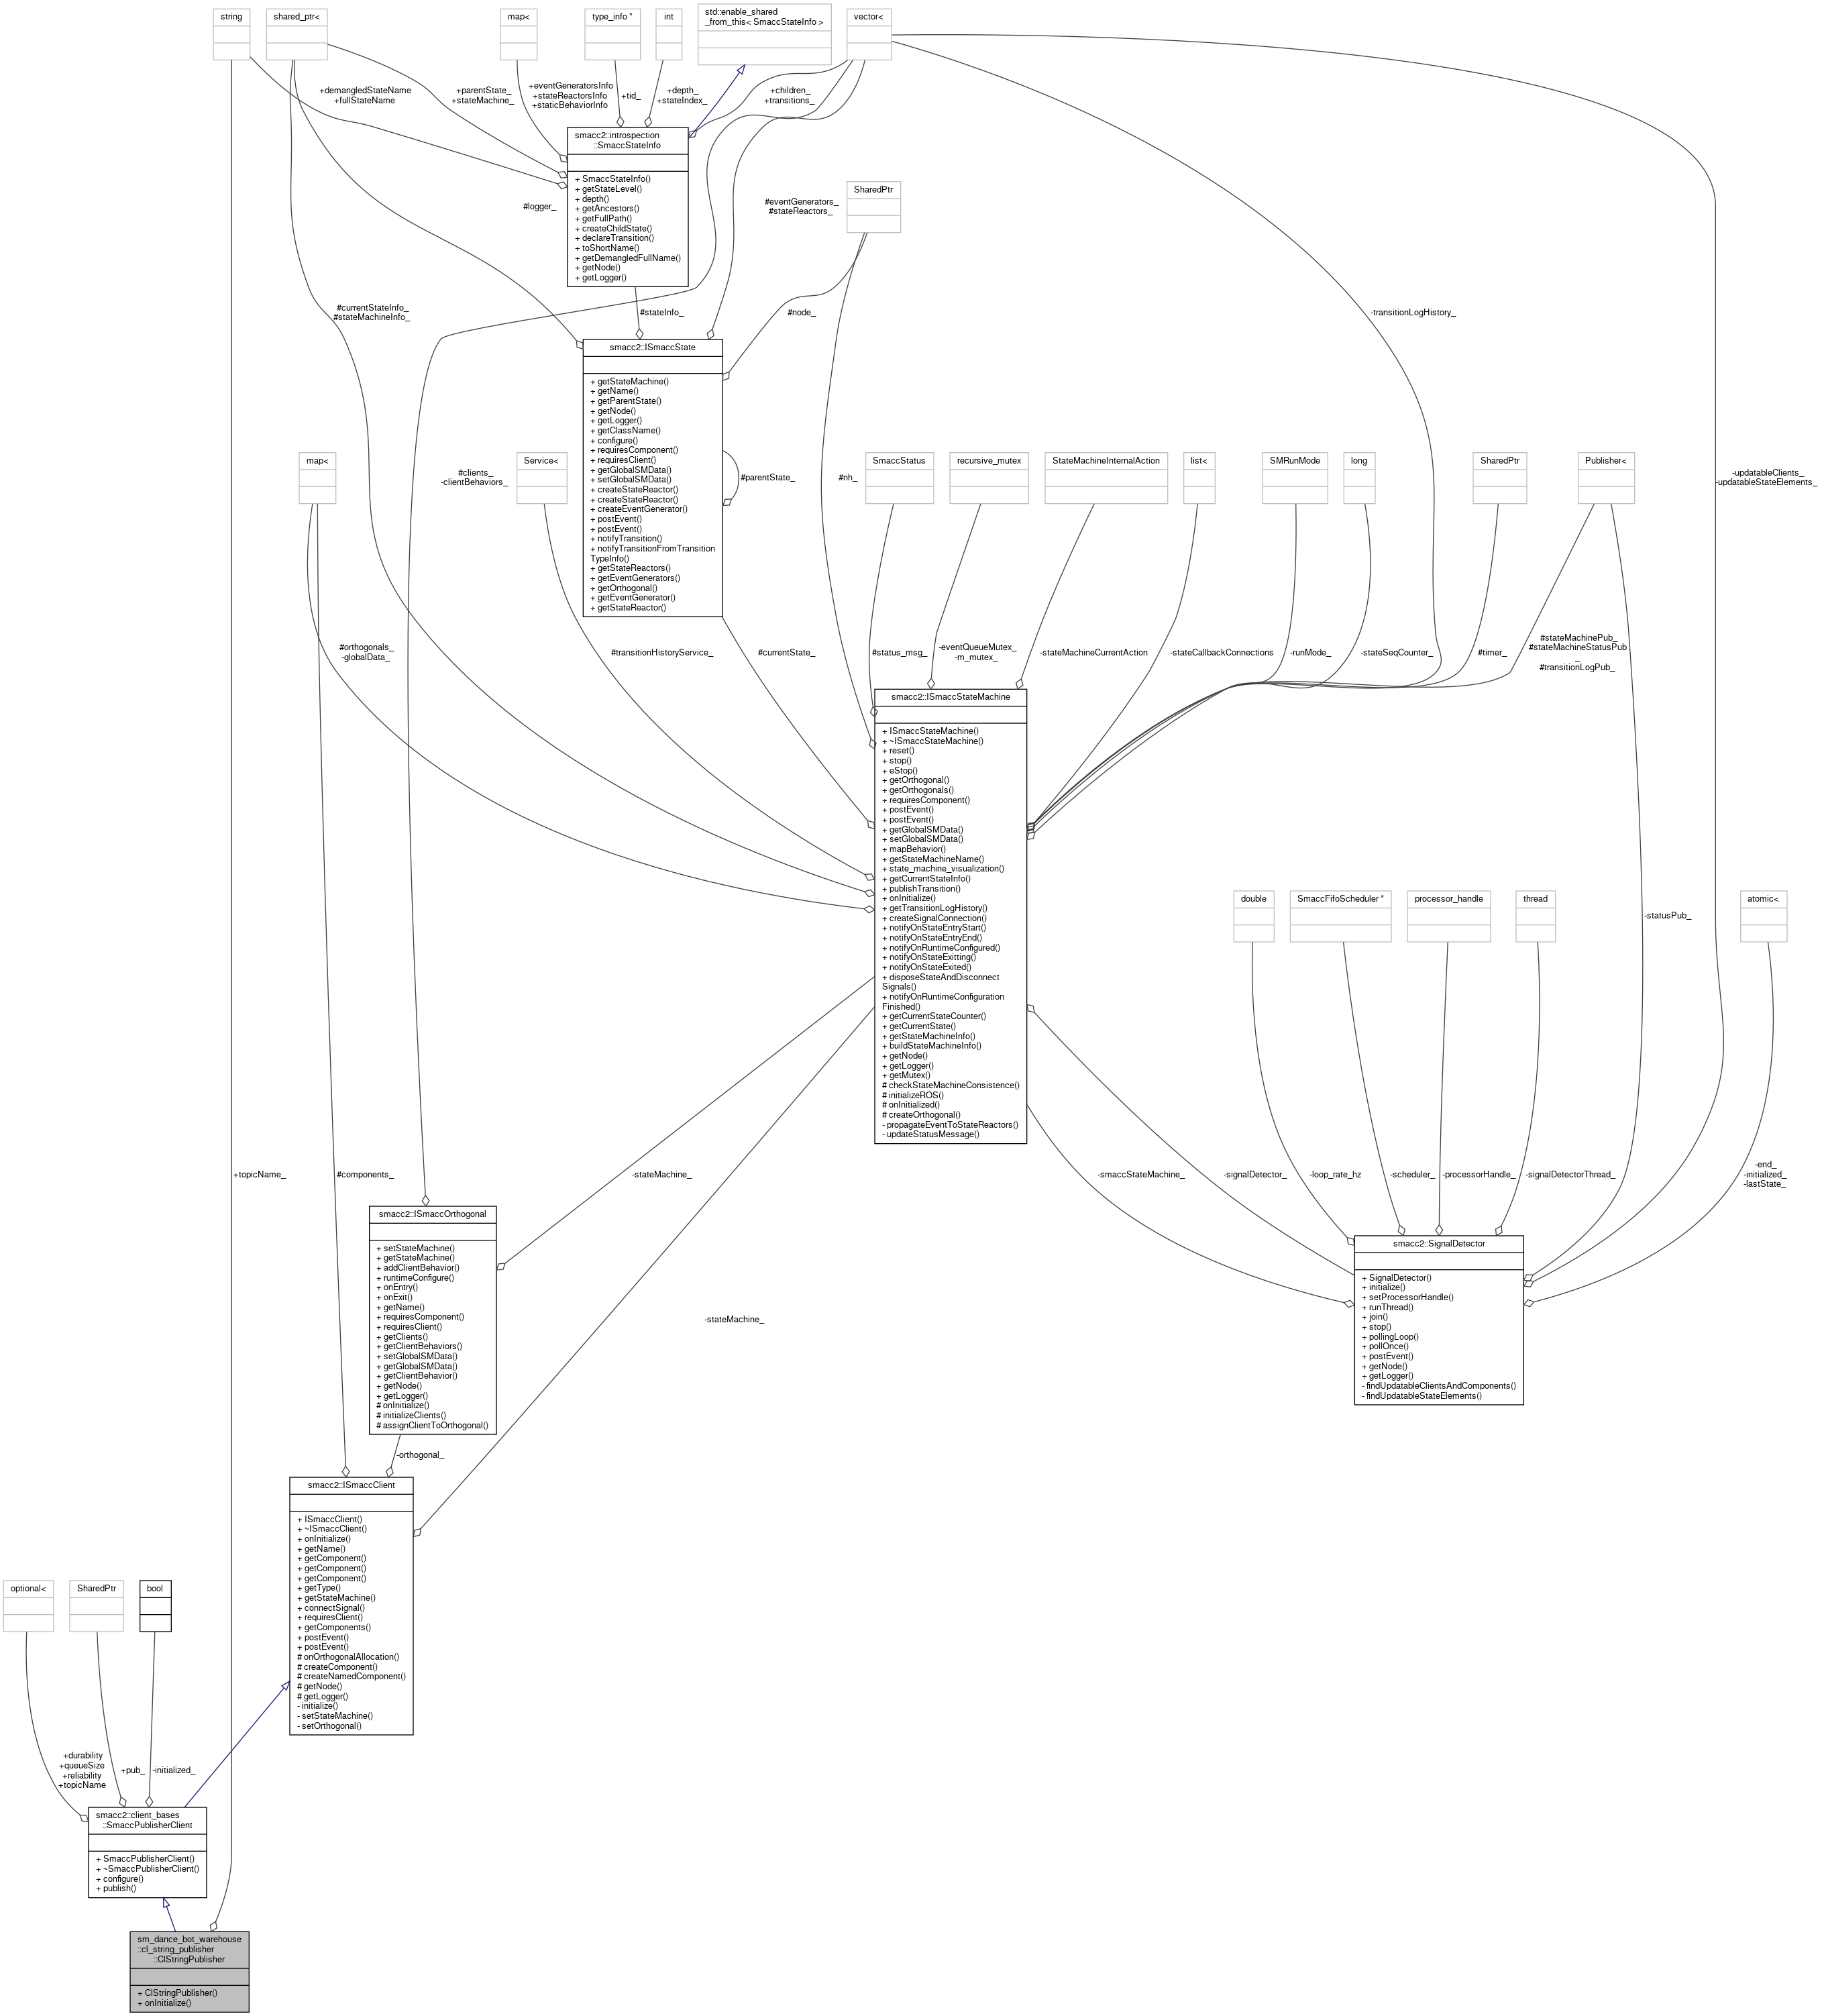 string
shared_ptr<
map<
type_info *
int
std::enable_shared
_from_this< SmaccStateInfo >
vector<
+demangledStateName
+fullStateName
+parentState_
+stateMachine_
+eventGeneratorsInfo
+stateReactorsInfo
+staticBehaviorInfo
+tid_
+depth_
+stateIndex_
+children_
+transitions_
smacc2::introspection
::SmaccStateInfo
+ SmaccStateInfo()
+ getStateLevel()
+ depth()
+ getAncestors()
+ getFullPath()
+ createChildState()
+ declareTransition()
+ toShortName()
+ getDemangledFullName()
+ getNode()
+ getLogger()
SharedPtr
#logger_
#eventGenerators_
#stateReactors_
#currentStateInfo_
#stateMachineInfo_
#stateInfo_
#node_
-transitionLogHistory_
smacc2::ISmaccState
+ getStateMachine()
+ getName()
+ getParentState()
+ getNode()
+ getLogger()
+ getClassName()
+ configure()
+ requiresComponent()
+ requiresClient()
+ getGlobalSMData()
+ setGlobalSMData()
+ createStateReactor()
+ createStateReactor()
+ createEventGenerator()
+ postEvent()
+ postEvent()
+ notifyTransition()
+ notifyTransitionFromTransition
TypeInfo()
+ getStateReactors()
+ getEventGenerators()
+ getOrthogonal()
+ getEventGenerator()
+ getStateReactor()
map<
#clients_
-clientBehaviors_
Service<
#parentState_
#nh_
SmaccStatus
recursive_mutex
StateMachineInternalAction
list<
SMRunMode
long
SharedPtr
Publisher<
-updatableClients_
-updatableStateElements_
#orthogonals_
-globalData_
#transitionHistoryService_
#currentState_
#status_msg_
-eventQueueMutex_
-m_mutex_
-stateMachineCurrentAction
-stateCallbackConnections
-runMode_
-stateSeqCounter_
#timer_
#stateMachinePub_
#stateMachineStatusPub
_
#transitionLogPub_
smacc2::ISmaccStateMachine
+ ISmaccStateMachine()
+ ~ISmaccStateMachine()
+ reset()
+ stop()
+ eStop()
+ getOrthogonal()
+ getOrthogonals()
+ requiresComponent()
+ postEvent()
+ postEvent()
+ getGlobalSMData()
+ setGlobalSMData()
+ mapBehavior()
+ getStateMachineName()
+ state_machine_visualization()
+ getCurrentStateInfo()
+ publishTransition()
+ onInitialize()
+ getTransitionLogHistory()
+ createSignalConnection()
+ notifyOnStateEntryStart()
+ notifyOnStateEntryEnd()
+ notifyOnRuntimeConfigured()
+ notifyOnStateExitting()
+ notifyOnStateExited()
+ disposeStateAndDisconnect
Signals()
+ notifyOnRuntimeConfiguration
Finished()
+ getCurrentStateCounter()
+ getCurrentState()
+ getStateMachineInfo()
+ buildStateMachineInfo()
+ getNode()
+ getLogger()
+ getMutex()
# checkStateMachineConsistence()
# initializeROS()
# onInitialized()
# createOrthogonal()
- propagateEventToStateReactors()
- updateStatusMessage()
double
SmaccFifoScheduler *
processor_handle
thread
atomic<
-statusPub_
+topicName_
#components_
-stateMachine_
-smaccStateMachine_
-signalDetector_
-loop_rate_hz
-scheduler_
-processorHandle_
-signalDetectorThread_
-end_
-initialized_
-lastState_
smacc2::ISmaccOrthogonal
+ setStateMachine()
+ getStateMachine()
+ addClientBehavior()
+ runtimeConfigure()
+ onEntry()
+ onExit()
+ getName()
+ requiresComponent()
+ requiresClient()
+ getClients()
+ getClientBehaviors()
+ setGlobalSMData()
+ getGlobalSMData()
+ getClientBehavior()
+ getNode()
+ getLogger()
# onInitialize()
# initializeClients()
# assignClientToOrthogonal()
smacc2::SignalDetector
+ SignalDetector()
+ initialize()
+ setProcessorHandle()
+ runThread()
+ join()
+ stop()
+ pollingLoop()
+ pollOnce()
+ postEvent()
+ getNode()
+ getLogger()
- findUpdatableClientsAndComponents()
- findUpdatableStateElements()
-stateMachine_
-orthogonal_
smacc2::ISmaccClient
+ ISmaccClient()
+ ~ISmaccClient()
+ onInitialize()
+ getName()
+ getComponent()
+ getComponent()
+ getComponent()
+ getType()
+ getStateMachine()
+ connectSignal()
+ requiresClient()
+ getComponents()
+ postEvent()
+ postEvent()
# onOrthogonalAllocation()
# createComponent()
# createNamedComponent()
# getNode()
# getLogger()
- initialize()
- setStateMachine()
- setOrthogonal()
optional<
SharedPtr
bool
+durability
+queueSize
+reliability
+topicName
+pub_
-initialized_
smacc2::client_bases
::SmaccPublisherClient
+ SmaccPublisherClient()
+ ~SmaccPublisherClient()
+ configure()
+ publish()
sm_dance_bot_warehouse
::cl_string_publisher
::ClStringPublisher
+ ClStringPublisher()
+ onInitialize()